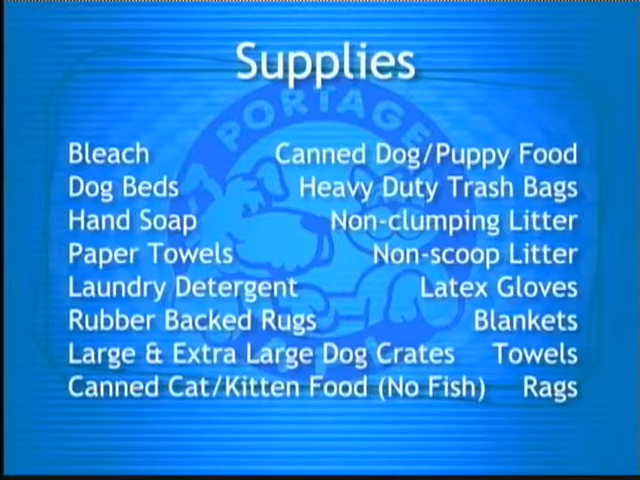 Supplies
PORTAGE
Bleach Canned Dog/Puppy Food
Dog Beds Heavy Duty Trash Bags
Hand Soap Non-clumping Litter
Paper Towels Non-scoop Litter
Laundry Detergent Latex Gloves
Rubber Backed Rugs Blankets
Large & Extra Large Dog Crates Towels
Canned Cat/Kitten Food (No Fish) Rags